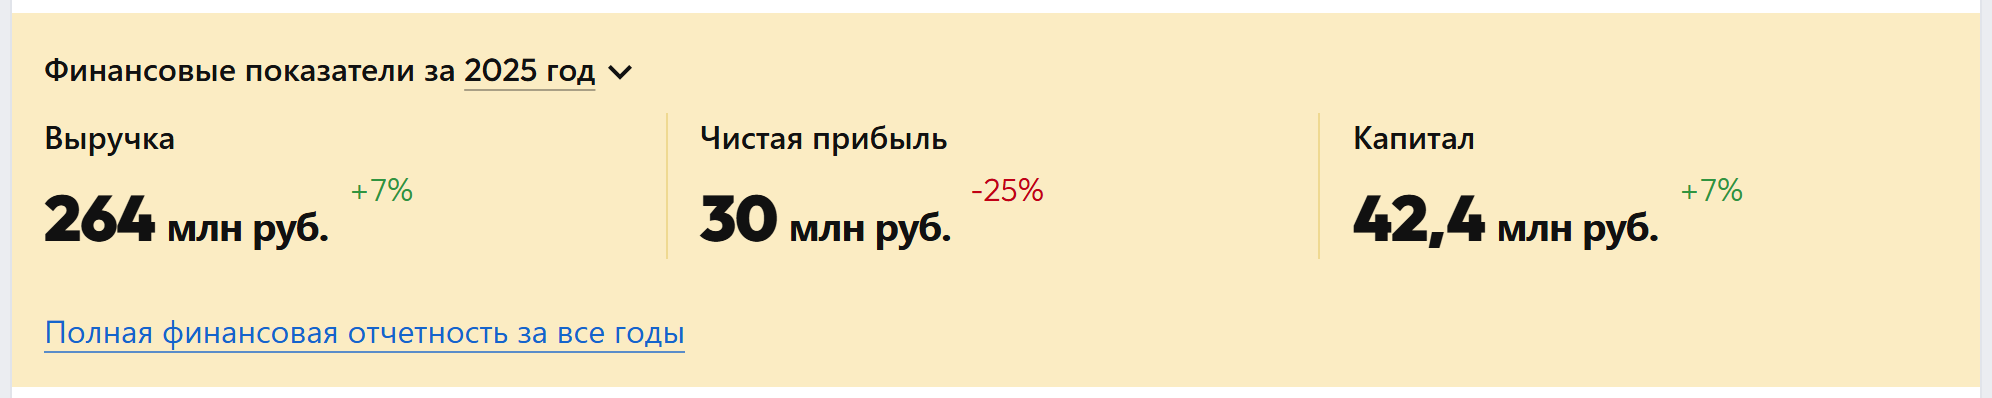 Финансовые показатели за 2025 год
Выручка
264 млн руб. +7%
Чистая прибыль
30 млн руб. -25%
Капитал
42,4 млн руб. +7%
Полная финансовая отчетность за все годы